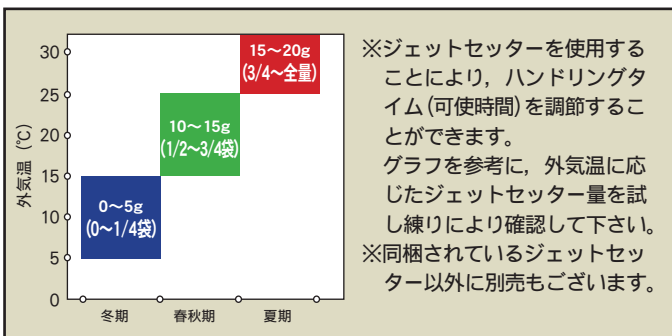 外気温（℃）
30
25
20
15
10
5
0
15～20g
(3/4～全量)
10～15g
(1/2～3/4袋)
0～5g
(0～1/4袋)
冬期
春秋期
夏期
※ジェットセッターを使用する
ことにより，ハンドリングタ
イム(可使時間)を調節するこ
とができます。
グラフを参考に，外気温に応
じたジェットセッター量を試
し練りにより確認して下さい。
※同梱されているジェットセッ
ター以外に別売もございます。